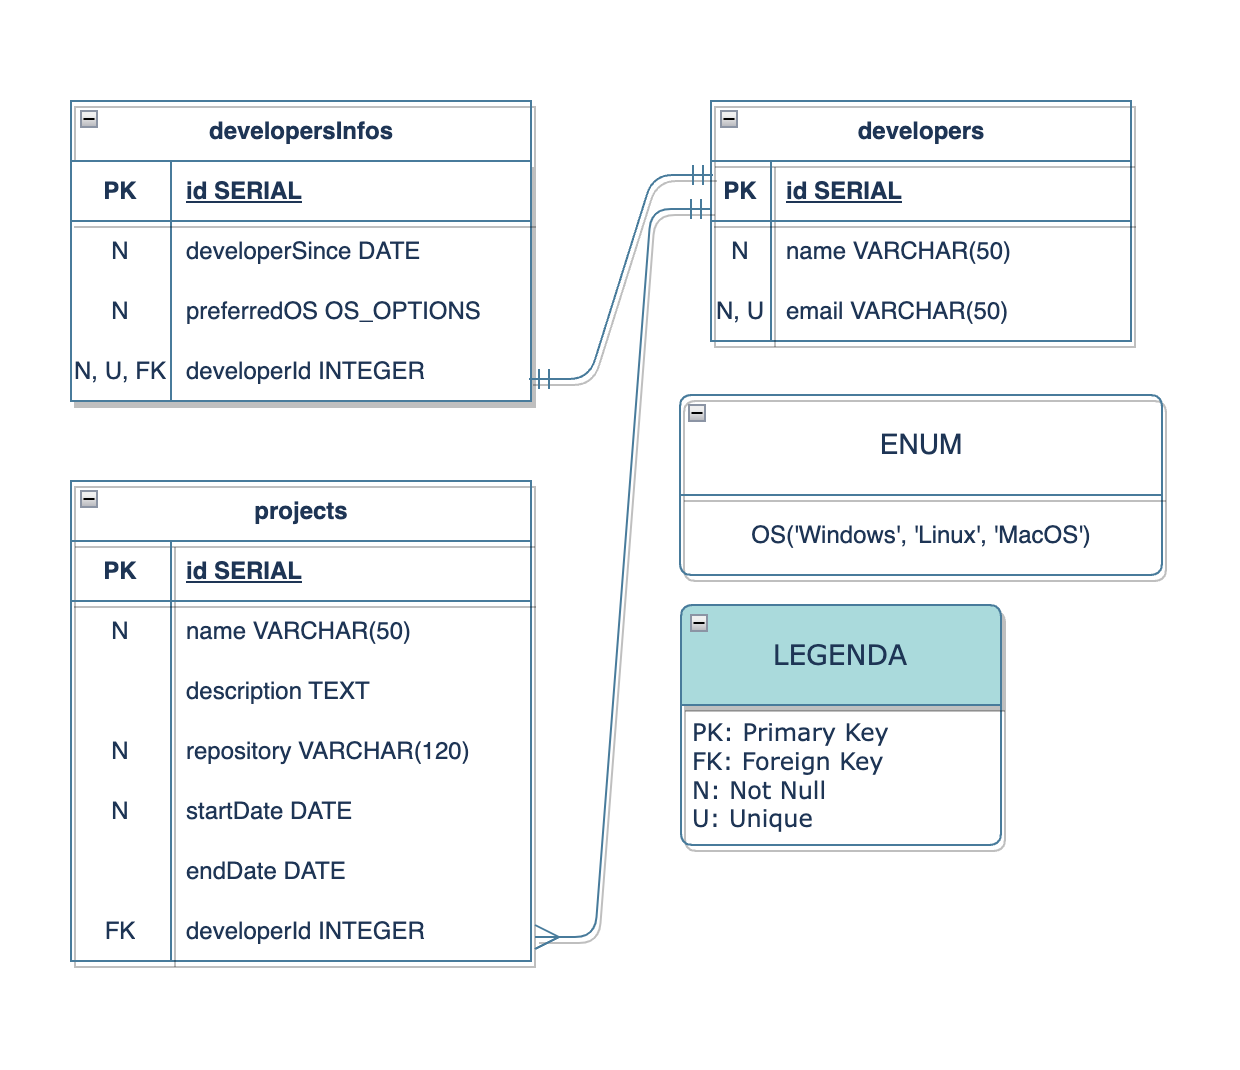 developersInfos
PK id SERIAL
N developerSince DATE
N preferredOS OS_OPTIONS
N, U, FK developerId INTEGER
developers
PK id SERIAL
N name VARCHAR(50)
N, U email VARCHAR(50)
projects
PK id SERIAL
N name VARCHAR(50)
description TEXT
N repository VARCHAR(120)
N startDate DATE
endDate DATE
FK developerId INTEGER
ENUM
OS('Windows', 'Linux', 'MacOS')
LEGENDA
PK: Primary Key
FK: Foreign Key
N: Not Null
U: Unique